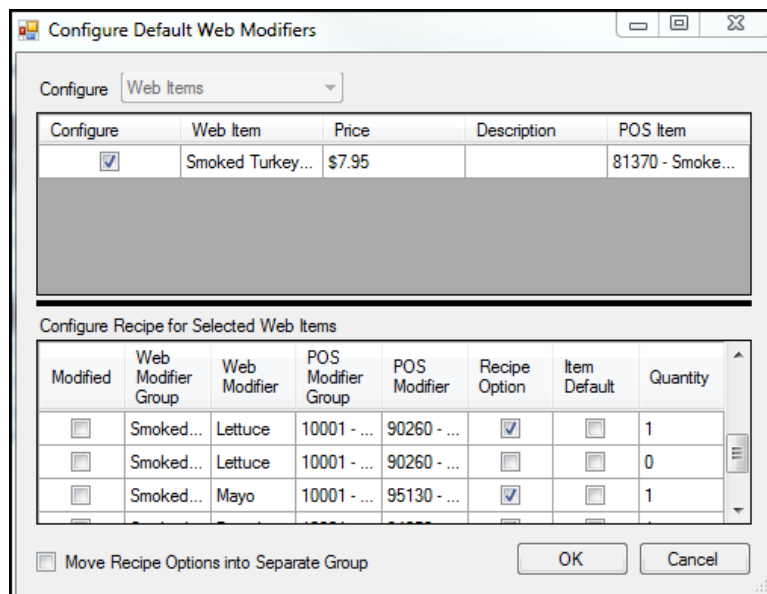 Configure Default Web Modifiers
Configure Web Items
Configure Web Item Price Description POS Item
Smoked Turkey... $7.95 81370 - Smoke...
Configure Recipe for Selected Web Items
Modified Web Modifier Group Web Modifier POS Modifier Group POS Modifier Recipe Option Item Default Quantity
Smoked... Lettuce 10001 - ... 90260 - ... 1
Smoked... Lettuce 10001 - ... 90260 - ... 0
Smoked... Mayo 10001 - ... 95130 - ... 1
Move Recipe Options into Separate Group OK Cancel